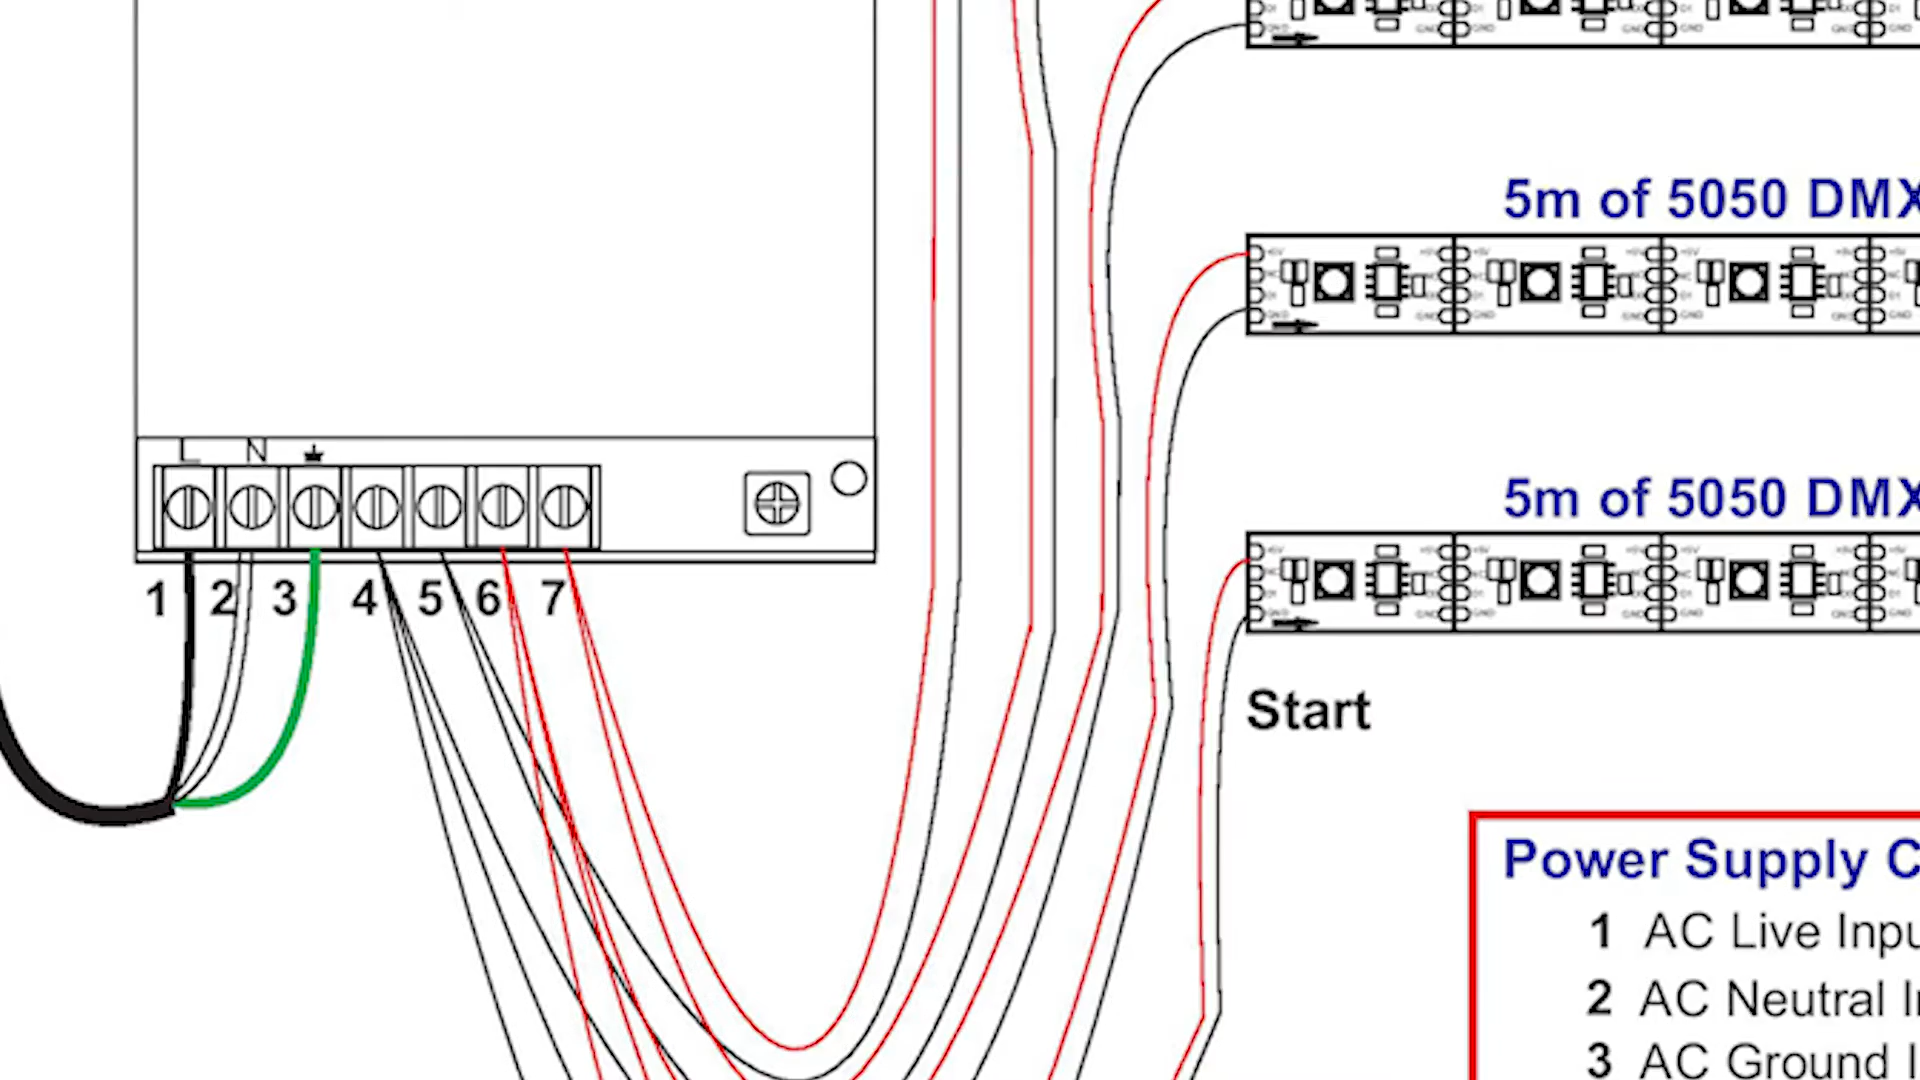 5m of 5050 DMX
L N
1 2 3 4 5 6 7
5m of 5050 DMX
Start
Power Supply C
1 AC Live Inpu
2 AC Neutral I
3 AC Ground I